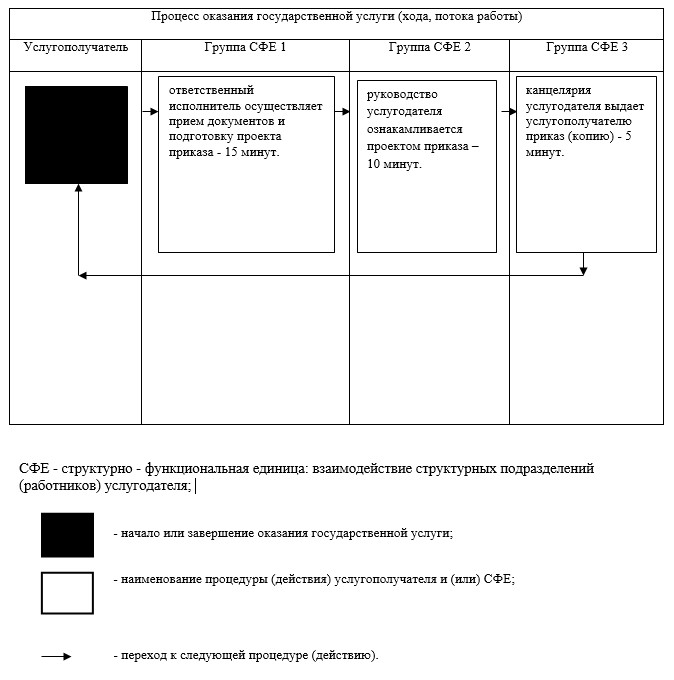 Процесс оказания государственной услуги (хода, потока работы)
Услугополучатель
Группа СФЕ 1
Группа СФЕ 2
Группа СФЕ 3
ответственный
исполнитель осуществляет
прием документов и
подготовку проекта
приказа - 15 минут.
руководство
услугодателя
ознакамливается
проектом приказа –
10 минут.
канцелярия
услугодателя выдает
услугополучателю
приказ (копию) - 5
минут.
СФЕ - структурно - функциональная единица: взаимодействие структурных подразделений
(работников) услугодателя;
- начало или завершение оказания государственной услуги;
- наименование процедуры (действия) услугополучателя и (или) СФЕ;
- переход к следующей процедуре (действию).